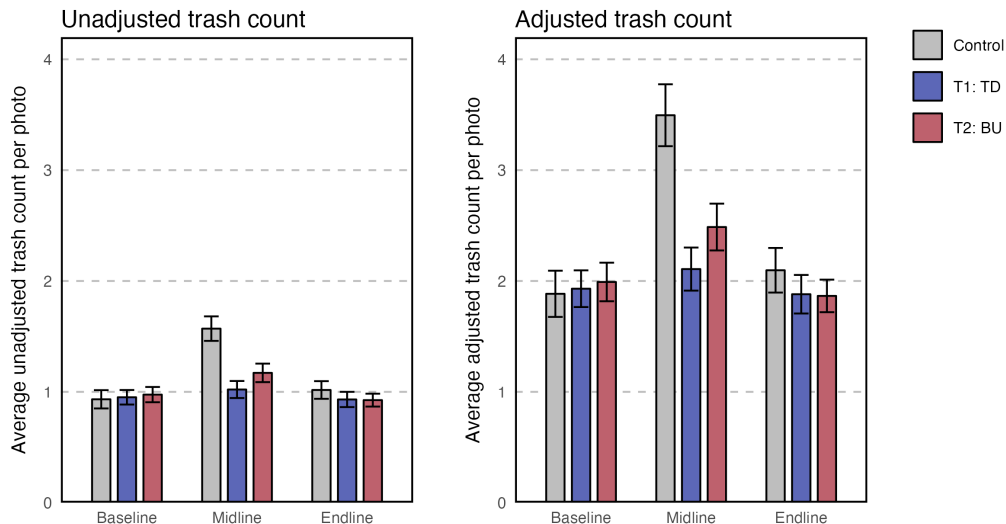 Unadjusted trash count
Average unadjusted trash count per photo
4
3
2
1
0
Baseline Midline Endline
Adjusted trash count
Average adjusted trash count per photo
4
3
2
1
0
Baseline Midline Endline
Control
T1: TD
T2: BU